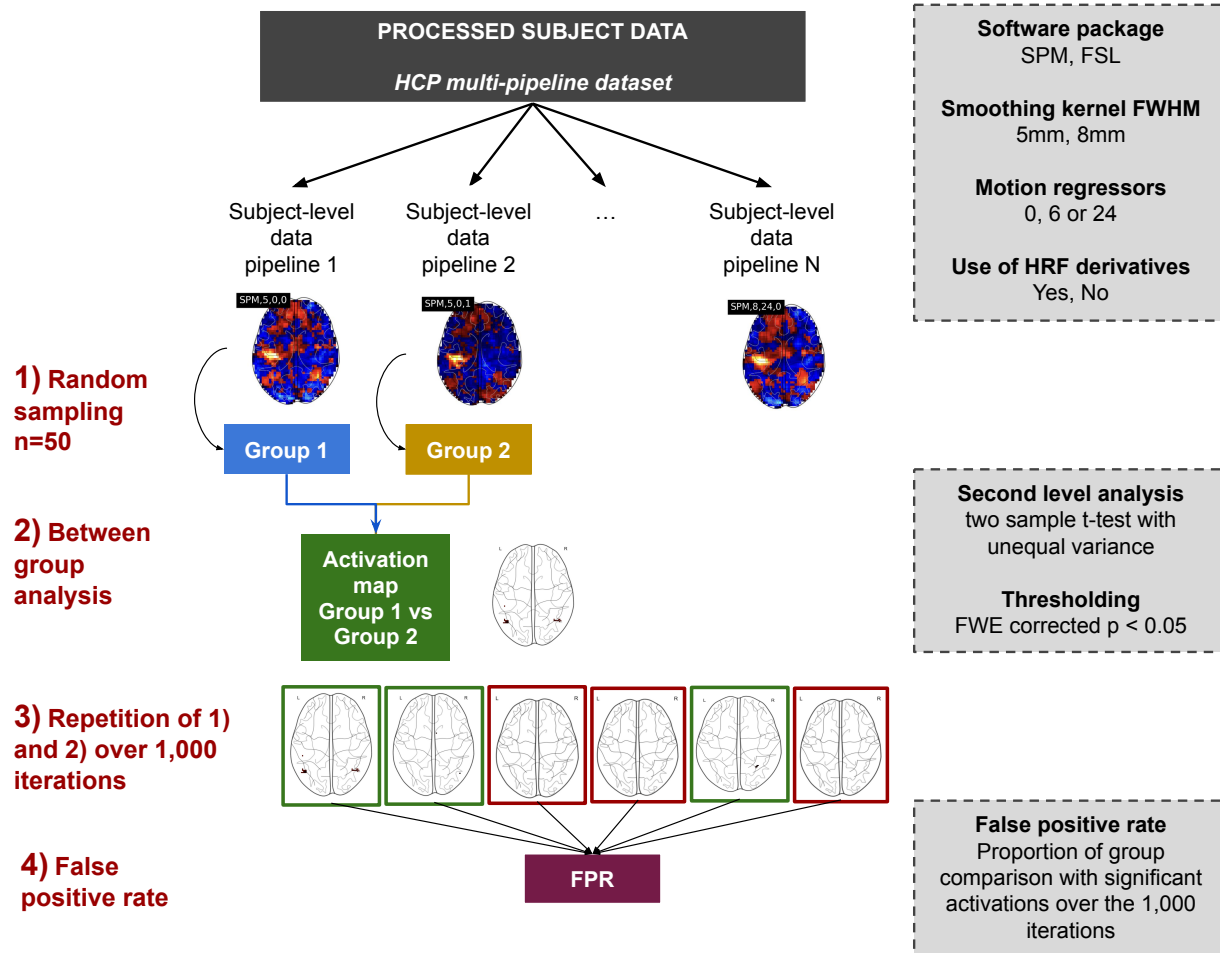 PROCESSED SUBJECT DATA
HCP multi-pipeline dataset
Software package
SPM, FSL
Smoothing kernel FWHM
5mm, 8mm
Motion regressors
0, 6 or 24
Use of HRF derivatives
Yes, No
Subject-level
data
pipeline 1
Subject-level
data
pipeline 2
…
Subject-level
data
pipeline N
SPM,5,0,0
SPM,5,0,1
SPM,8,24,0
1) Random
sampling
n=50
Group 1
Group 2
2) Between
group
analysis
Activation
map
Group 1 vs
Group 2
L R
Second level analysis
two sample t-test with
unequal variance
Thresholding
FWE corrected p < 0.05
3) Repetition of 1)
and 2) over 1,000
iterations
L R
L R
L R
L R
L R
L R
4) False
positive rate
FPR
False positive rate
Proportion of group
comparison with significant
activations over the 1,000
iterations